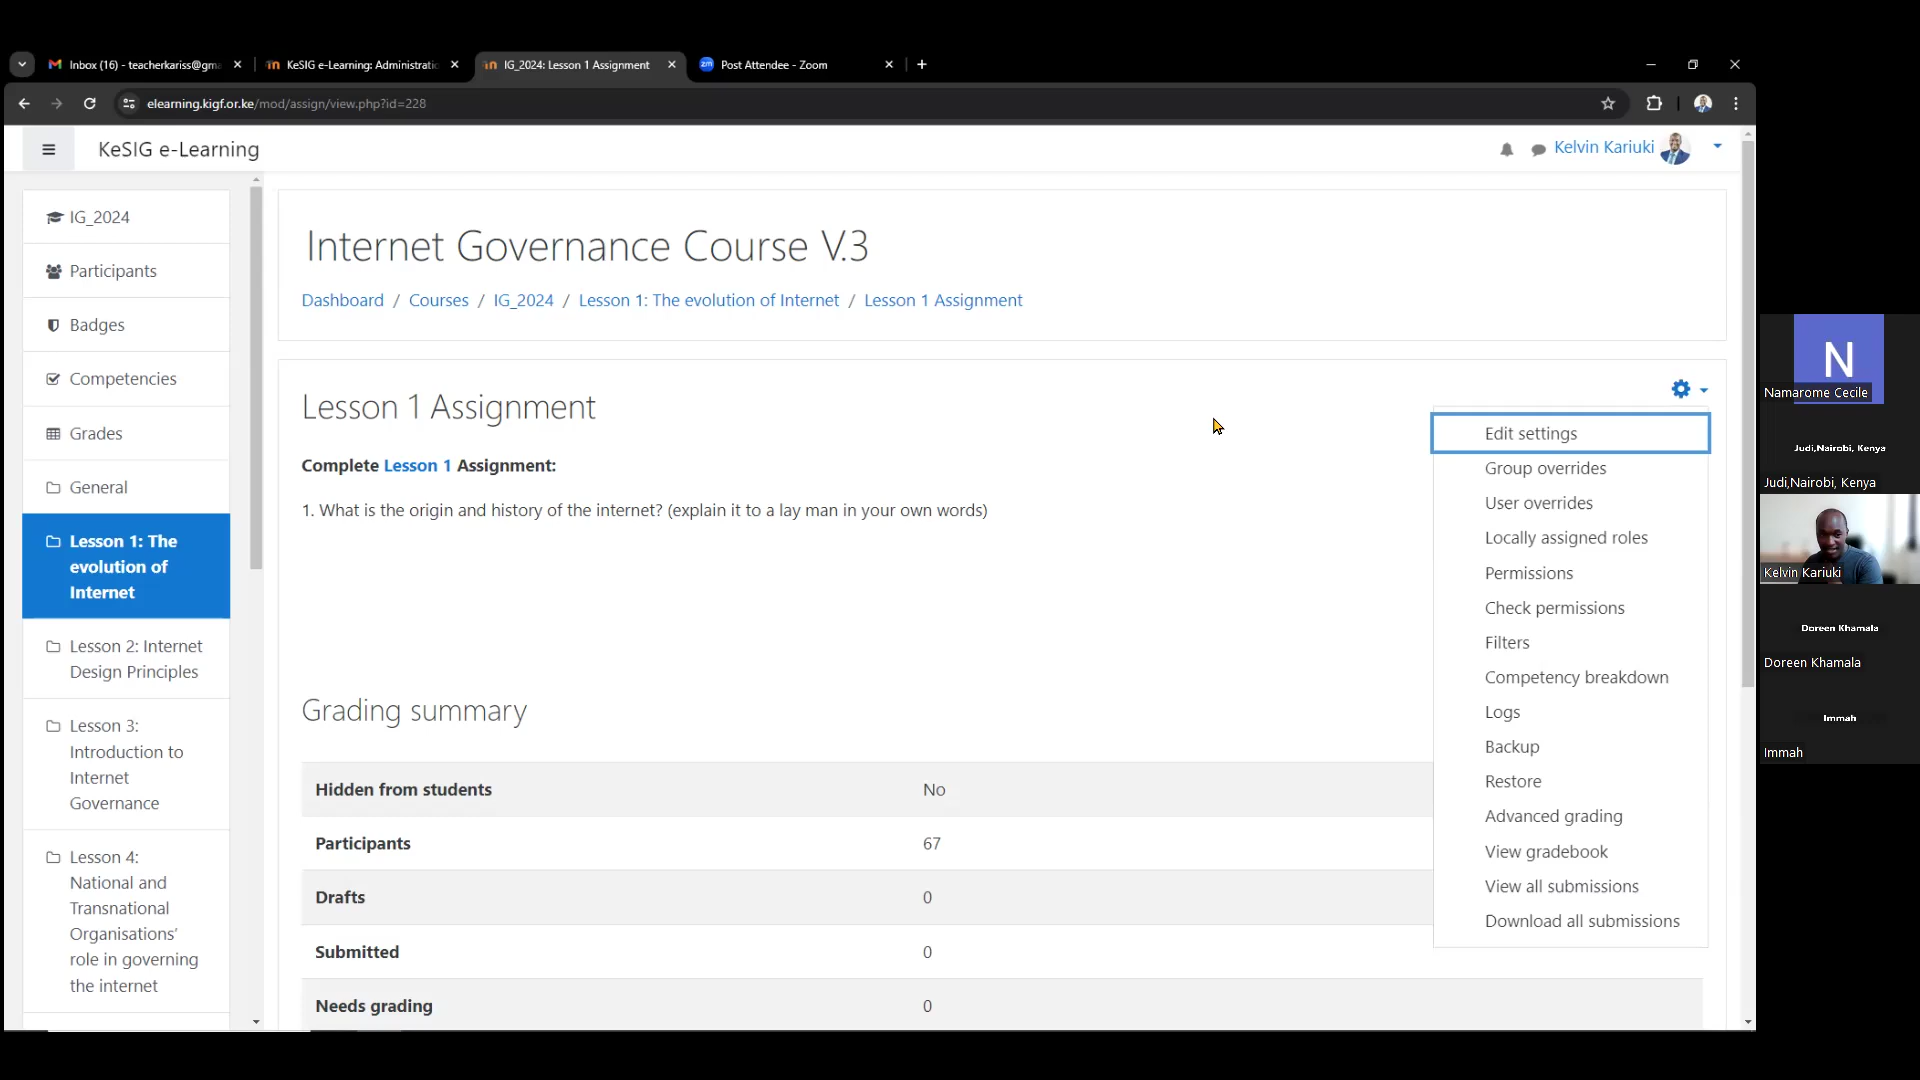 Inbox (16) - teacherkariss@gma
KeSIG e-Learning: Administratio
IG_2024: Lesson 1 Assignment
zm
Post Attendee - Zoom
elearning.kigf.or.ke/mod/assign/view.php?id=228
KeSIG e-Learning
Kelvin Kariuki
IG_2024
Participants
Badges
Competencies
Grades
General
Lesson 1: The
evolution of
Internet
Lesson 2: Internet
Design Principles
Lesson 3:
Introduction to
Internet
Governance
Lesson 4:
National and
Transnational
Organisations'
role in governing
the internet
Internet Governance Course V.3
Dashboard / Courses / IG_2024 / Lesson 1: The evolution of Internet / Lesson 1 Assignment
Lesson 1 Assignment
Complete Lesson 1 Assignment:
1. What is the origin and history of the internet? (explain it to a lay man in your own words)
Grading summary
Hidden from students No
Participants 67
Drafts 0
Submitted 0
Needs grading 0
Edit settings
Group overrides
User overrides
Locally assigned roles
Permissions
Check permissions
Filters
Competency breakdown
Logs
Backup
Restore
Advanced grading
View gradebook
View all submissions
Download all submissions
N
Namarome Cecile
Judi,Nairobi, Kenya
Judi,Nairobi, Kenya
Kelvin Kariuki
Doreen Khamala
Doreen Khamala
Immah
Immah